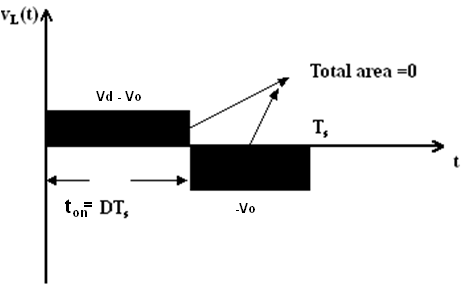 vL(t)
Vd - Vo
Total area =0
Ts
t
ton= DTs
-Vo